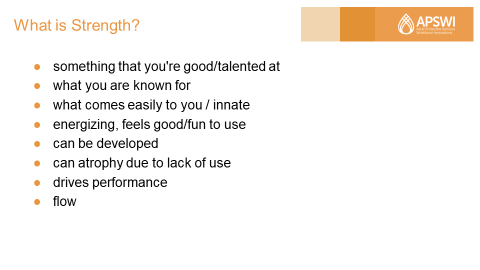 What is Strength?
APSWI
something that you're good/talented at
what you are known for
what comes easily to you / innate
energizing, feels good/fun to use
can be developed
can atrophy due to lack of use
drives performance
flow